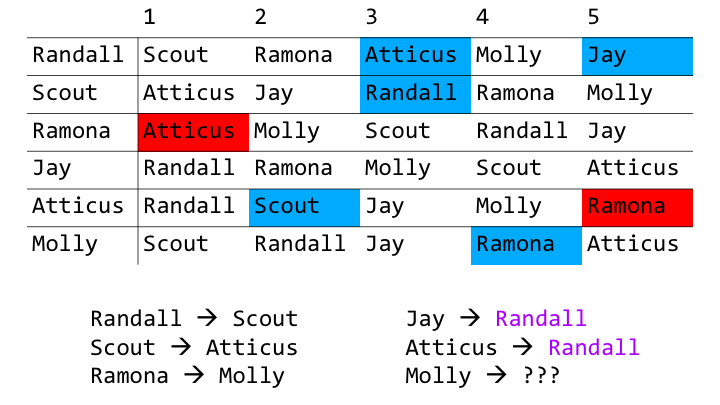 1 2 3 4 5
Randall Scout Ramona Atticus Molly Jay
Scout Atticus Jay Randall Ramona Molly
Ramona Atticus Molly Scout Randall Jay
Jay Randall Ramona Molly Scout Atticus
Atticus Randall Scout Jay Molly Ramona
Molly Scout Randall Jay Ramona Atticus
Randall → Scout
Scout → Atticus
Ramona → Molly
Jay → Randall
Atticus → Randall
Molly → ???